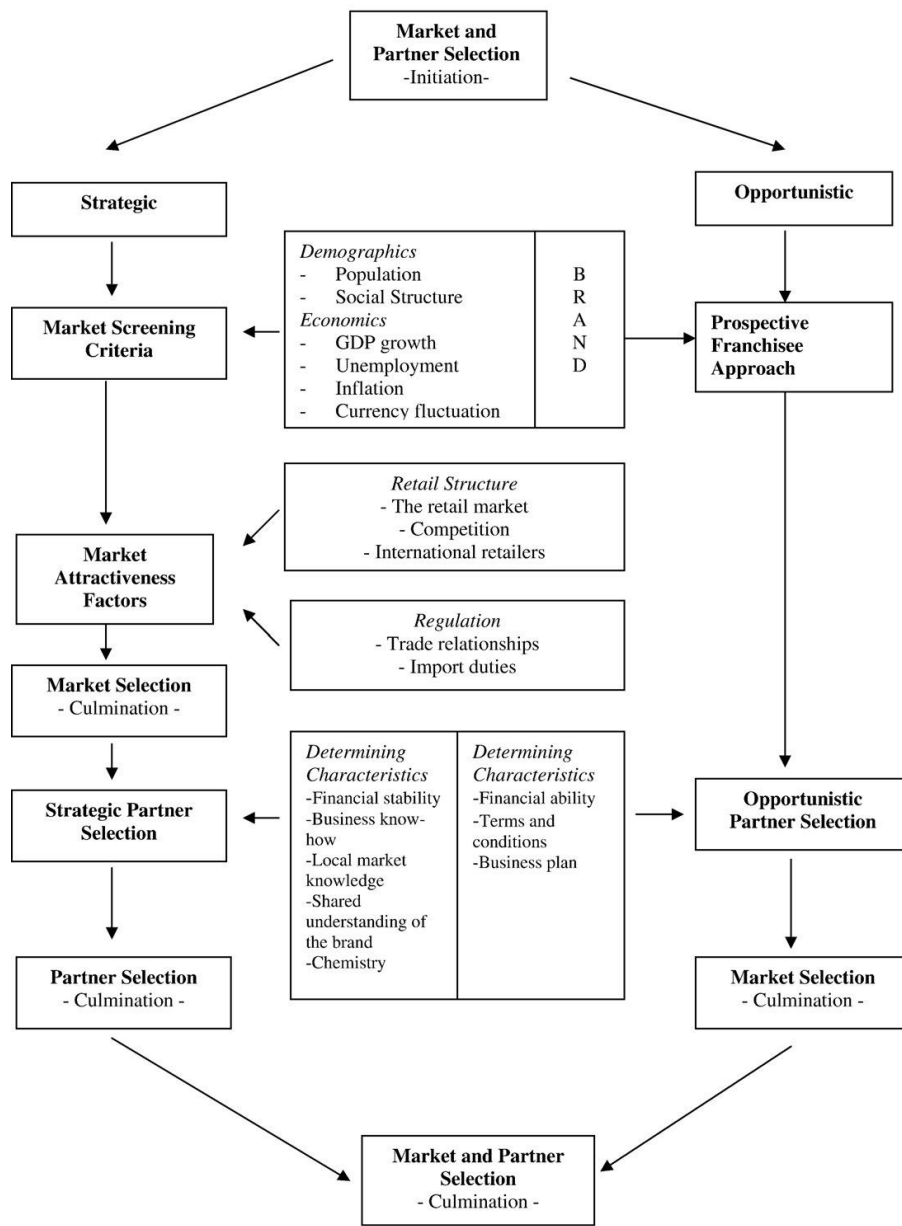 Market and
Partner Selection
-Initiation-
Strategic
Opportunistic
Demographics
- Population
- Social Structure
Economics
- GDP growth
- Unemployment
- Inflation
- Currency fluctuation
B
R
A
N
D
Market Screening
Criteria
Prospective
Franchisee
Approach
Retail Structure
- The retail market
- Competition
- International retailers
Market
Attractiveness
Factors
Regulation
- Trade relationships
- Import duties
Market Selection
- Culmination -
Determining
Characteristics
-Financial stability
-Business know-
how
-Local market
knowledge
-Shared
understanding of
the brand
-Chemistry
Determining
Characteristics
-Financial ability
-Terms and
conditions
-Business plan
Strategic Partner
Selection
Opportunistic
Partner Selection
Partner Selection
- Culmination -
Market Selection
- Culmination -
Market and Partner
Selection
- Culmination -